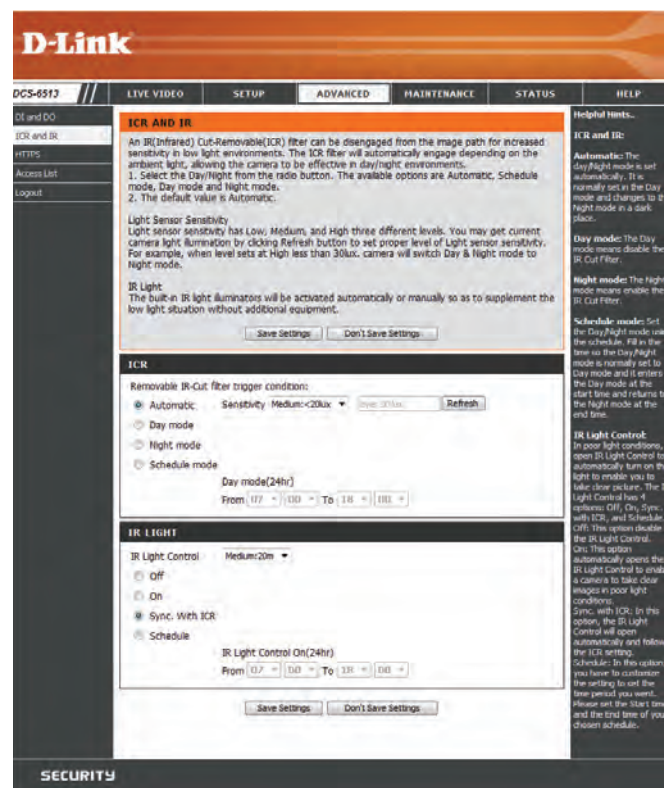 D-Link
DCS-6513
LIVE VIDEO
SETUP
ADVANCED
MAINTENANCE
STATUS
HELP
DI and DO
ICR and IR
HTTPS
Access List
Logout
ICR AND IR
An IR(Infrared) Cut-Removable(ICR) filter can be disengaged from the image path for increased
sensitivity in low light environments. The ICR filter will automatically engage depending on the
ambient light, allowing the camera to be effective in day/night environments.
1. Select the Day/Night from the radio button. The available options are Automatic, Schedule
mode, Day mode and Night mode.
2. The default value is Automatic.
Light Sensor Sensitivity
Light sensor sensitivity has Low, Medium, and High three different levels. You may get current
camera light illumination by clicking Refresh button to set proper level of Light sensor sensitivity.
For example, when level sets at High less than 30lux. camera will switch Day & Night mode to
Night mode.
IR Light
The built-in IR light illuminators will be activated automatically or manually so as to supplement the
low light situation without additional equipment.
Save Settings Don't Save Settings
ICR
Removable IR-Cut filter trigger condition:
Automatic Sensitivity Medium:<20lux Refresh
Day mode
Night mode
Schedule mode
Day mode(24hr)
From 07 00 To 18 00
IR LIGHT
IR Light Control Medium:20m
Off
On
Sync. With ICR
Schedule
IR Light Control On(24hr)
From 07 00 To 18 00
Save Settings Don't Save Settings
Helpful Hints..
ICR and IR:
Automatic: The
day/Night mode is set
automatically. It is
normally set in the Day
mode and changes to
Night mode in a dark
place.
Day mode: The Day
mode means disable the
IR Cut Filter.
Night mode: The Night
mode means enable the
IR Cut Filter.
Schedule mode: Set
the Day/Night mode
the schedule. Fill in the
time so the Day/Night
mode is normally set to
Day mode and it enters
the Day mode at the
start time and returns to
the Night mode at the
end time.
IR Light Control:
In poor light conditions,
open IR Light Control to
automatically turn on
light to enable you to
take clear picture. The
Light Control has 4
options: Off, On, Sync.
with ICR, and Schedule.
Off: This option disable
the IR Light Control.
On: This option
automatically opens the
IR Light Control to
a camera to take clear
images in poor light
conditions.
Sync. with ICR: In this
option, the IR Light
Control will open
automatically and follow
the ICR setting.
Schedule: In this option,
you have to customize
the setting to set the
time period you went.
Please set the Start
and the End time of
chosen schedule.
SECURITY